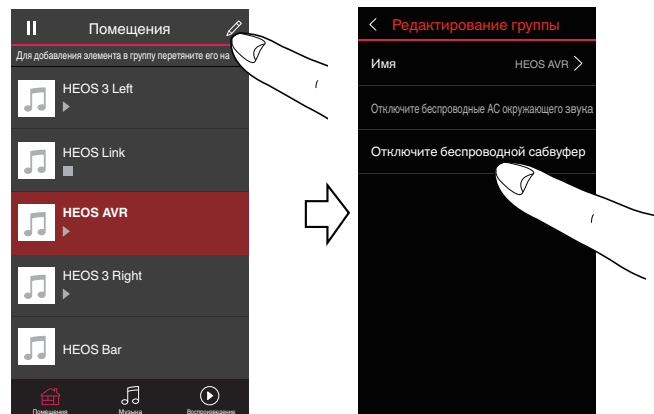 Помещения
Для добавления элемента в группу перетяните его на
HEOS 3 Left
HEOS Link
HEOS AVR
HEOS 3 Right
HEOS Bar
Помещения
Музыка
Воспроизведение
Редактирование группы
Имя
HEOS AVR
Отключите беспроводные АС окружающего звука
Отключите беспроводной сабвуфер